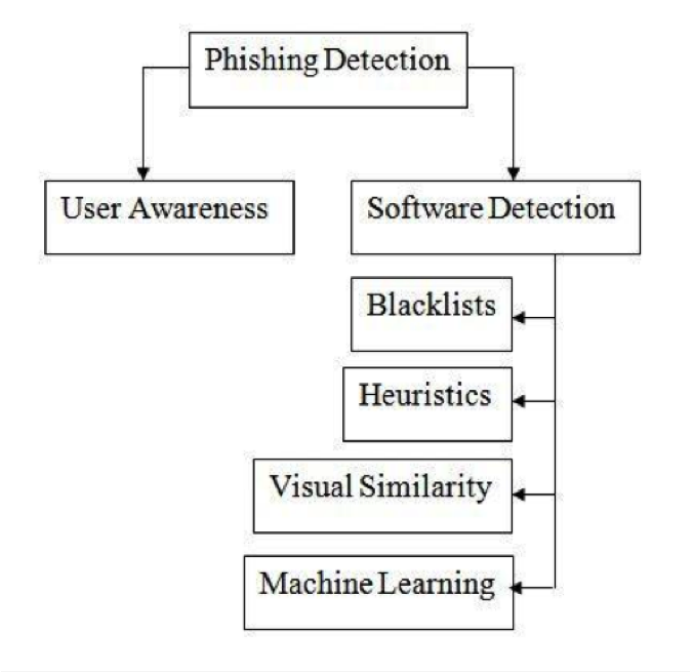 Phishing Detection
User Awareness
Software Detection
Blacklists
Heuristics
Visual Similarity
Machine Learning